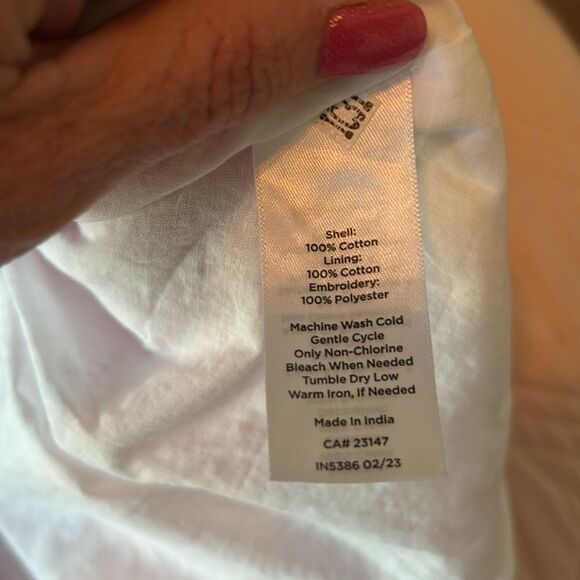 Shell:
100% Cotton
Lining:
100% Cotton
Embroidery:
100% Polyester
Machine Wash Cold
Gentle Cycle
Only Non-Chlorine
Bleach When Needed
Tumble Dry Low
Warm Iron, If Needed
Made In India
CA# 23147
IN5386 02/23